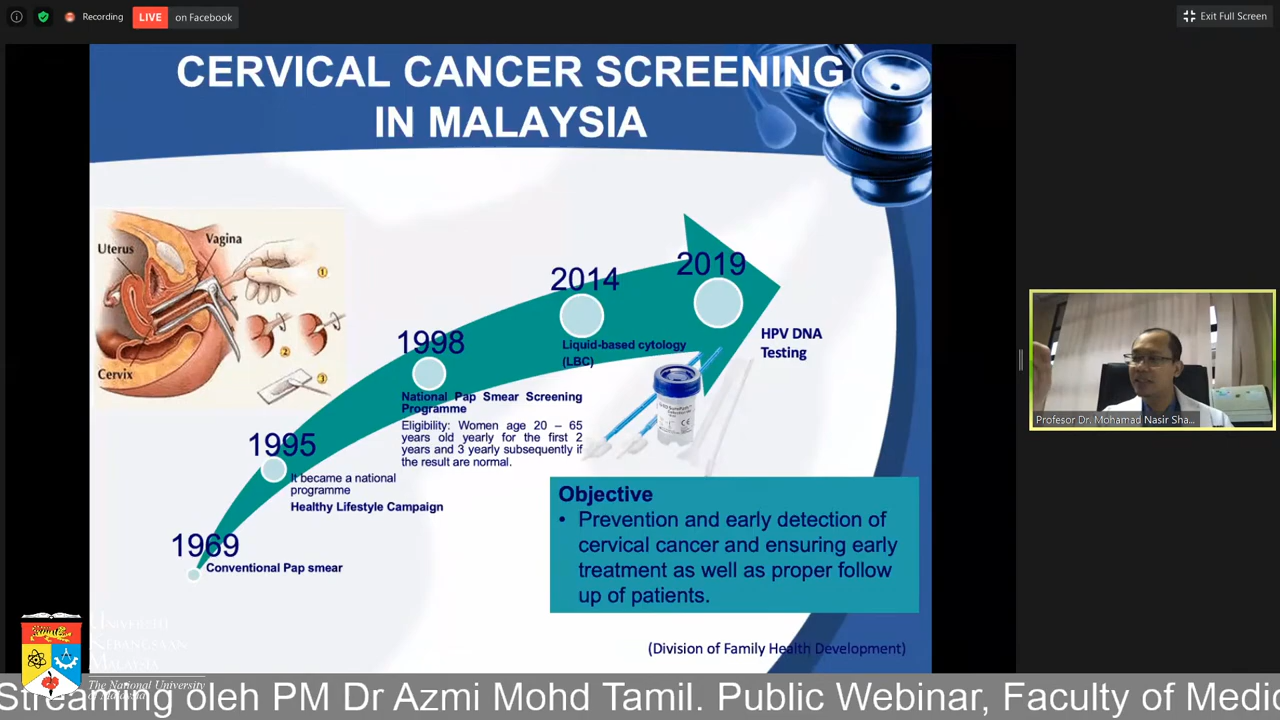 Recording
LIVE on Facebook
Exit Full Screen
CERVICAL CANCER SCREENING
IN MALAYSIA
Uterus
Vagina
Cervix
1
2
3
1969
Conventional Pap smear
1995
It became a national
programme
Healthy Lifestyle Campaign
1998
National Pap Smear Screening
Programme
Eligibility: Women age 20 – 65
years old yearly for the first 2
years and 3 yearly subsequently if
the result are normal.
2014
Liquid-based cytology
(LBC)
2019
HPV DNA
Testing
Objective
• Prevention and early detection of
cervical cancer and ensuring early
treatment as well as proper follow
up of patients.
(Division of Family Health Development)
Profesor Dr. Mohamad Nasir Sha...
UNIVERSITI
KEBANGSAAN
MALAYSIA
The National University
of Malaysia
Streaming oleh PM Dr Azmi Mohd Tamil. Public Webinar, Faculty of Medic